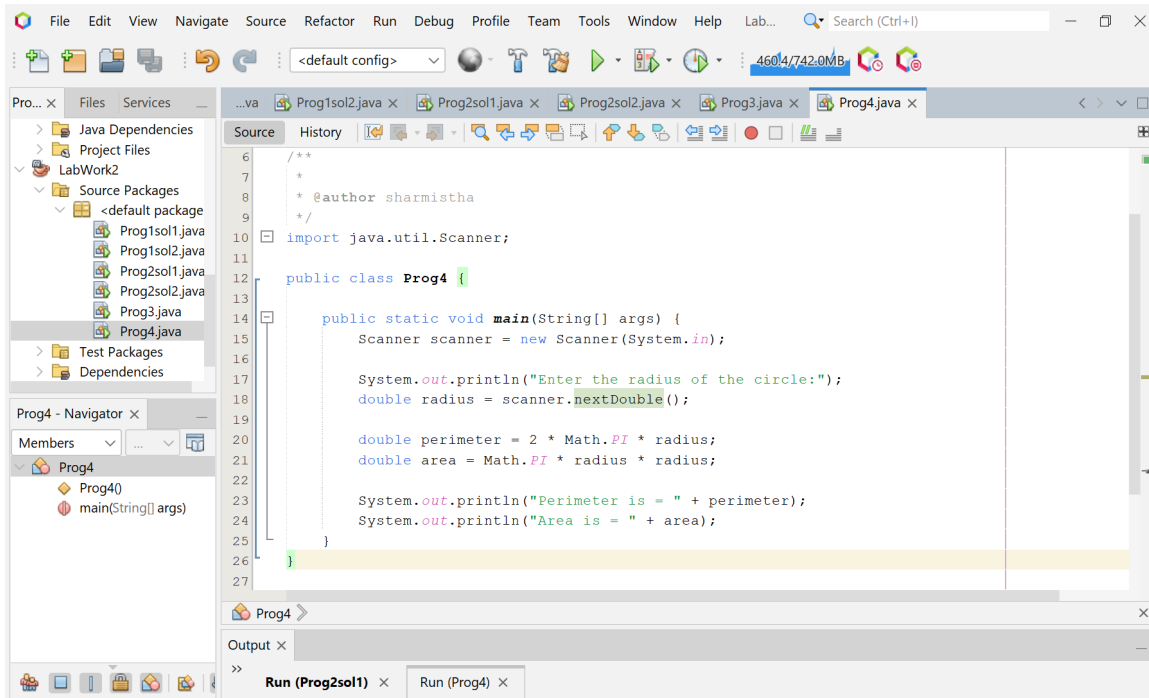 File Edit View Navigate Source Refactor Run Debug Profile Team Tools Window Help Lab... Search (Ctrl+I)
<default config> 460.4/742.0MB
Pro... × Files Services
Java Dependencies
Project Files
LabWork2
Source Packages
<default package
Prog1sol1.java
Prog1sol2.java
Prog2sol1.java
Prog2sol2.java
Prog3.java
Prog4.java
Test Packages
Dependencies
Prog4 - Navigator ×
Members ...
Prog4
Prog4()
main(String[] args)
...va Prog1sol2.java × Prog2sol1.java × Prog2sol2.java × Prog3.java × Prog4.java ×
Source History
6 /**
7 *
8 * @author sharmistha
9 */
10 import java.util.Scanner;
11
12 public class Prog4 {
13
14 public static void main(String[] args) {
15 Scanner scanner = new Scanner(System.in);
16
17 System.out.println("Enter the radius of the circle:");
18 double radius = scanner.nextDouble();
19
20 double perimeter = 2 * Math.PI * radius;
21 double area = Math.PI * radius * radius;
22
23 System.out.println("Perimeter is = " + perimeter);
24 System.out.println("Area is = " + area);
25 }
26 }
27
Prog4
Output ×
Run (Prog2sol1) × Run (Prog4) ×